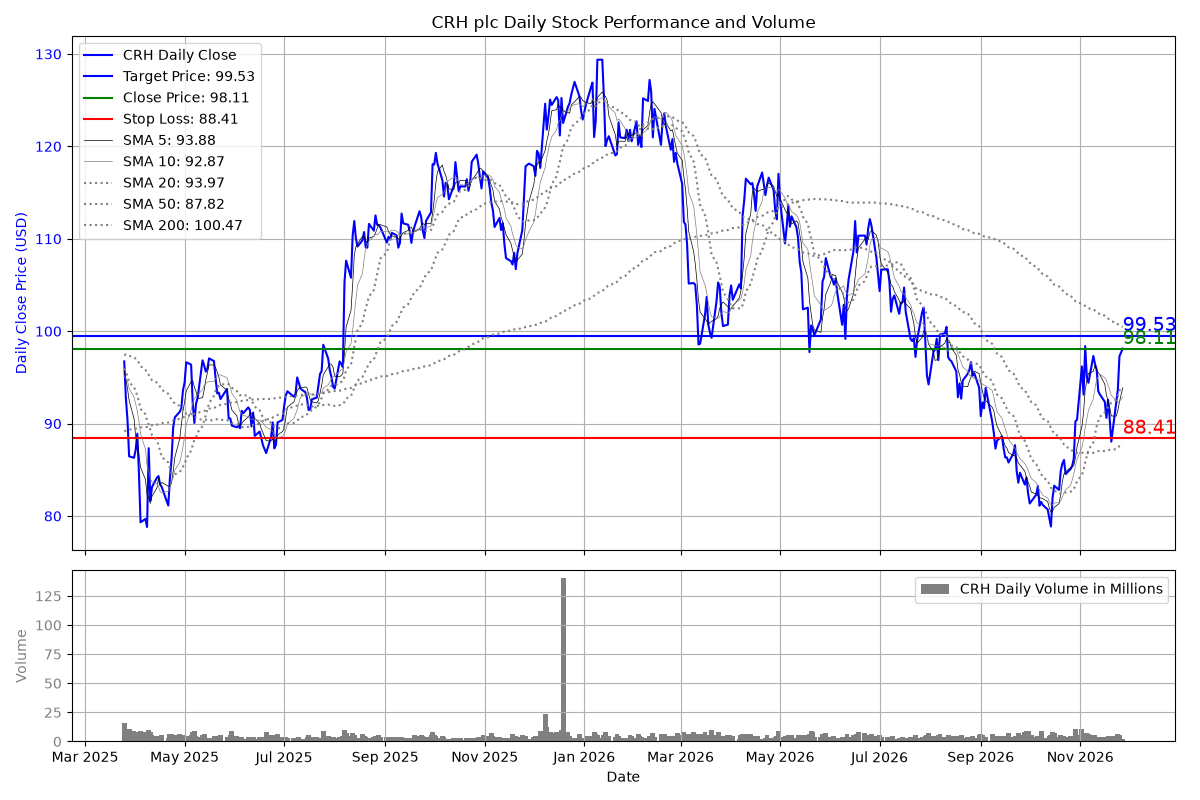 CRH plc Daily Stock Performance and Volume
Daily Close Price (USD)
130
120
110
100
90
80
CRH Daily Close
Target Price: 99.53
Close Price: 98.11
Stop Loss: 88.41
SMA 5: 93.88
SMA 10: 92.87
SMA 20: 93.97
SMA 50: 87.82
SMA 200: 100.47
99.53
98.11
88.41
Volume
125
100
75
50
25
0
CRH Daily Volume in Millions
Mar 2025 May 2025 Jul 2025 Sep 2025 Nov 2025 Jan 2026 Mar 2026 May 2026 Jul 2026 Sep 2026 Nov 2026
Date